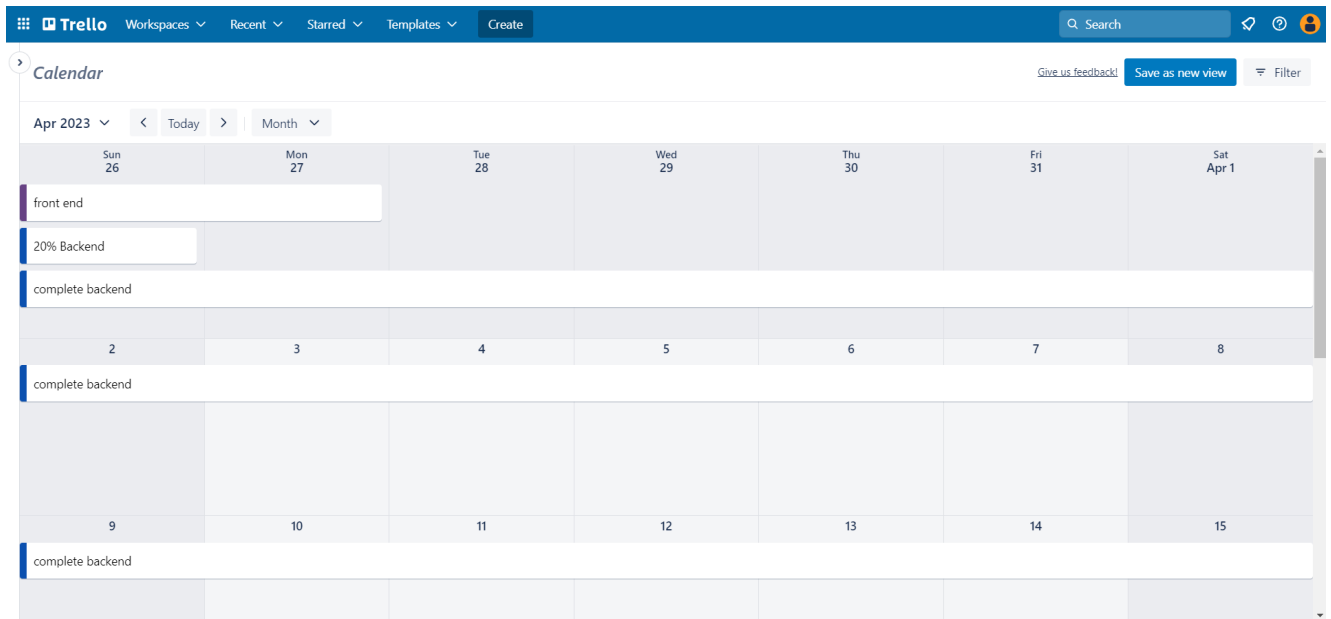 Trello Workspaces Recent Starred Templates Create Search
Calendar Give us feedback! Save as new view Filter
Apr 2023 Today Month
Sun Mon Tue Wed Thu Fri Sat
26 27 28 29 30 31 Apr 1
front end
20% Backend
complete backend
2 3 4 5 6 7 8
complete backend
9 10 11 12 13 14 15
complete backend